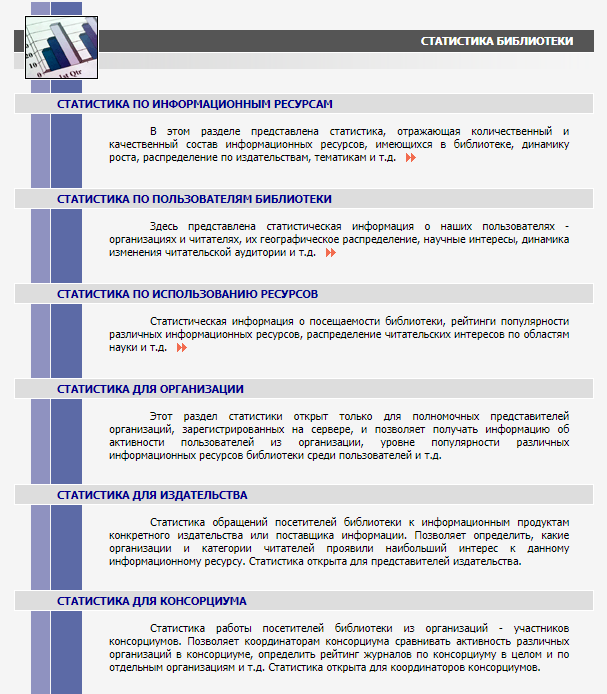 20
10
0
1st Qtr
СТАТИСТИКА БИБЛИОТЕКИ
СТАТИСТИКА ПО ИНФОРМАЦИОННЫМ РЕСУРСАМ
В этом разделе представлена статистика, отражающая количественный и
качественный состав информационных ресурсов, имеющихся в библиотеке, динамику
роста, распределение по издательствам, тематикам и т.д.
СТАТИСТИКА ПО ПОЛЬЗОВАТЕЛЯМ БИБЛИОТЕКИ
Здесь представлена статистическая информация о наших пользователях -
организациях и читателях, их географическое распределение, научные интересы, динамика
изменения читательской аудитории и т.д.
СТАТИСТИКА ПО ИСПОЛЬЗОВАНИЮ РЕСУРСОВ
Статистическая информация о посещаемости библиотеки, рейтинги популярности
различных информационных ресурсов, распределение читательских интересов по областям
науки и т.д.
СТАТИСТИКА ДЛЯ ОРГАНИЗАЦИИ
Этот раздел статистики открыт только для полномочных представителей
организаций, зарегистрированных на сервере, и позволяет получать информацию об
активности пользователей из организации, уровне популярности различных
информационных ресурсов библиотеки среди пользователей и т.д.
СТАТИСТИКА ДЛЯ ИЗДАТЕЛЬСТВА
Статистика обращений посетителей библиотеки к информационным продуктам
конкретного издательства или поставщика информации. Позволяет определить, какие
организации и категории читателей проявили наибольший интерес к данному
информационному ресурсу. Статистика открыта для представителей издательства.
СТАТИСТИКА ДЛЯ КОНСОРЦИУМА
Статистика работы посетителей библиотеки из организаций - участников
консорциумов. Позволяет координаторам консорциума сравнивать активность различных
организаций в консорциуме, определить рейтинг журналов по консорциуму в целом и по
отдельным организациям и т.д. Статистика открыта для координаторов консорциумов.